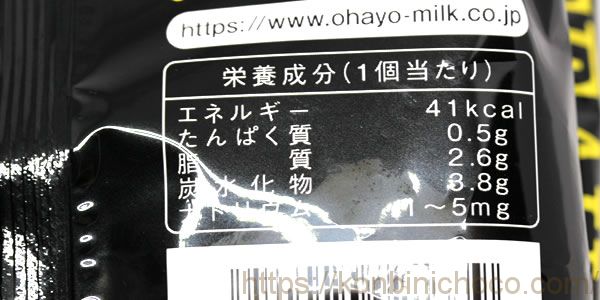 https://www.ohayo-milk.co.jp
栄養成分(1個当たり)
エネルギー 41kcal
たんぱく質 0.5g
脂質 2.6g
炭水化物 3.8g
ナトリウム 1～5mg
https://konbinichoco.com/